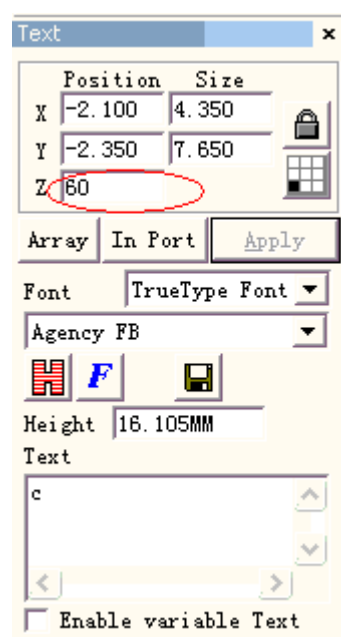 Text
Position Size
X -2.100 4.350
Y -2.350 7.650
Z 60
Array In Port Apply
Font TrueType Font
Agency FB
F
Height 16.105MM
Text
c
Enable variable Text